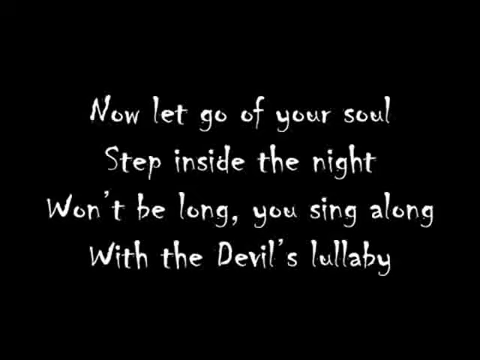 Now let go of your soul
Step inside the night
Won't be long, you sing along
With the Devil's lullaby